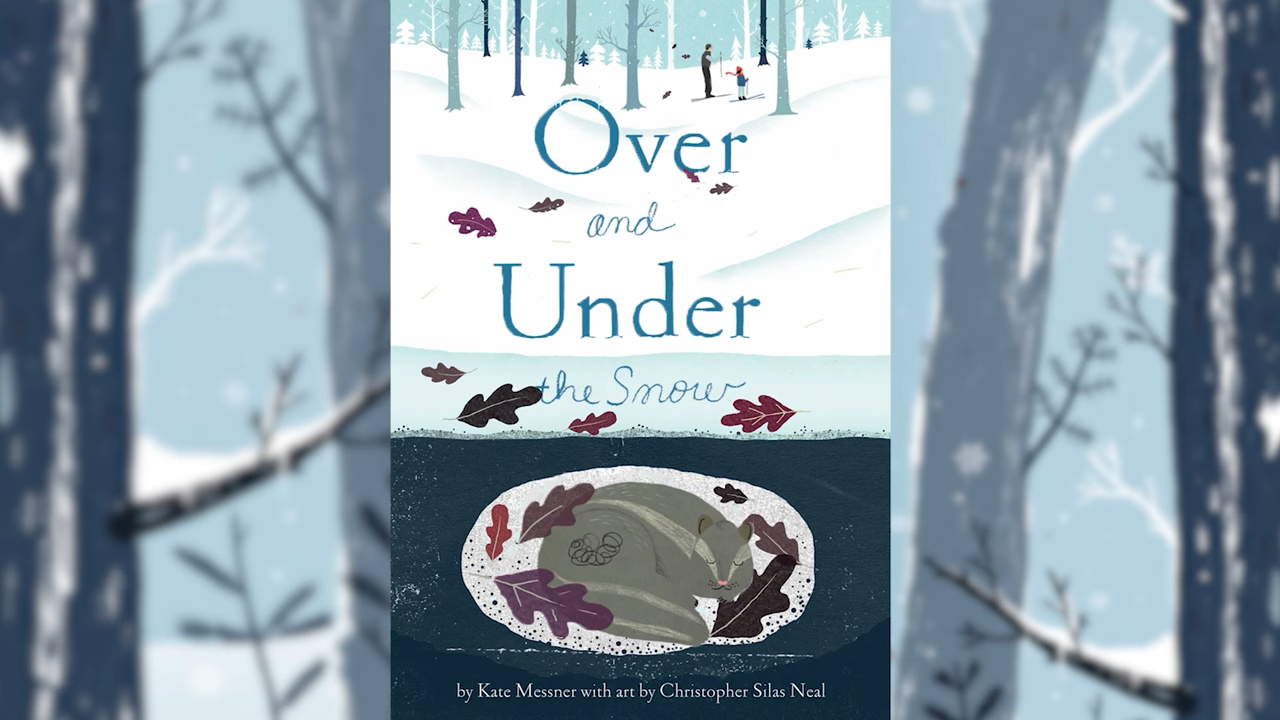 Over
and
Under
the Snow
by Kate Messner with art by Christopher Silas Neal